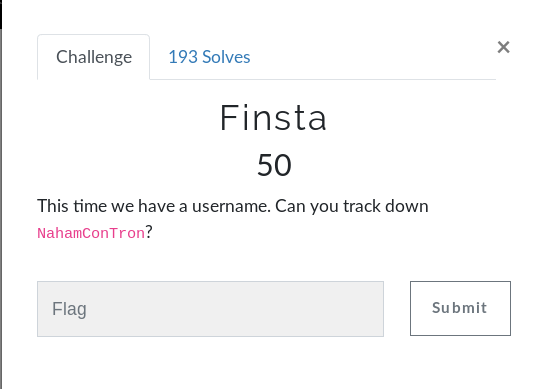 Challenge
193 Solves
×
Finsta
50
This time we have a username. Can you track down
NahamConTron?
Flag
Submit